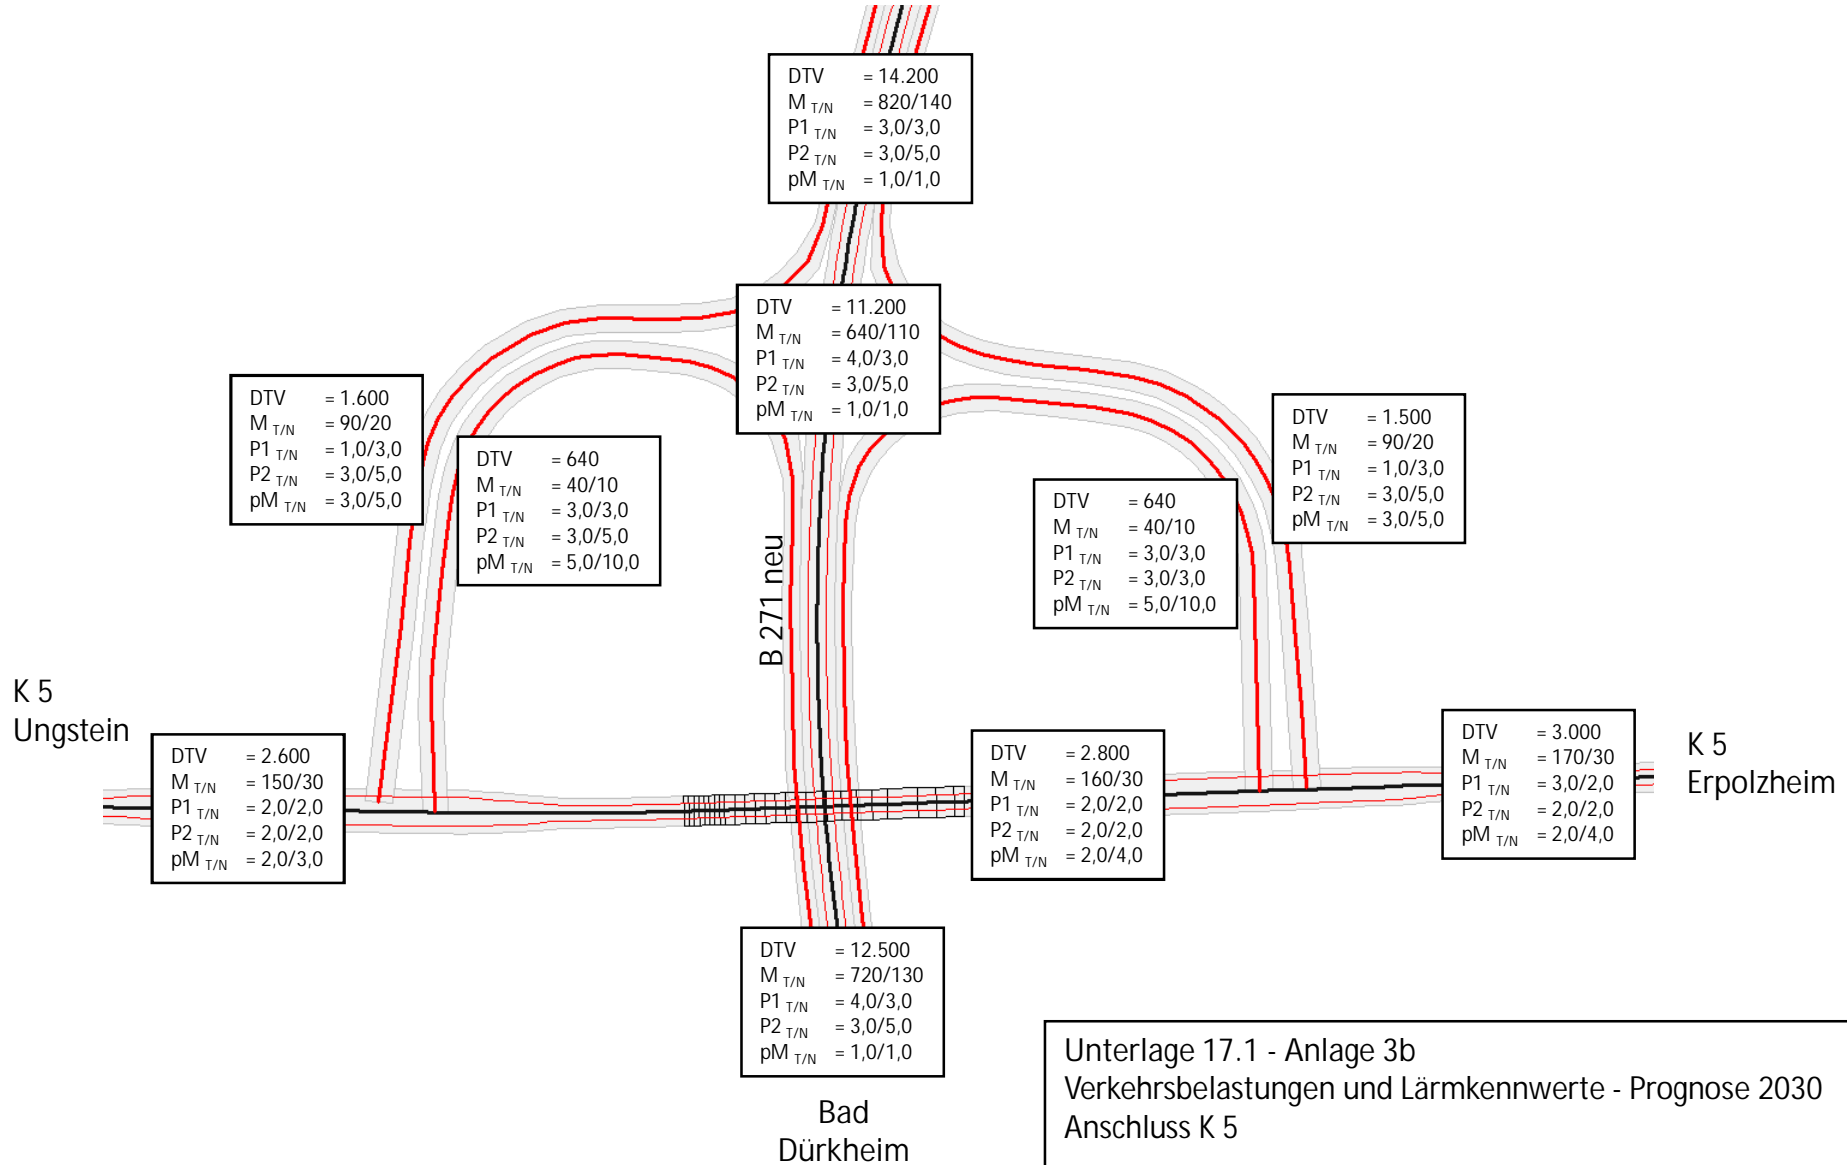 DTV = 14.200
M T/N = 820/140
P1 T/N = 3,0/3,0
P2 T/N = 3,0/5,0
pM T/N = 1,0/1,0
DTV = 11.200
M T/N = 640/110
P1 T/N = 4,0/3,0
P2 T/N = 3,0/5,0
pM T/N = 1,0/1,0
DTV = 1.600
M T/N = 90/20
P1 T/N = 1,0/3,0
P2 T/N = 3,0/5,0
pM T/N = 3,0/5,0
DTV = 640
M T/N = 40/10
P1 T/N = 3,0/3,0
P2 T/N = 3,0/5,0
pM T/N = 5,0/10,0
DTV = 1.500
M T/N = 90/20
P1 T/N = 1,0/3,0
P2 T/N = 3,0/5,0
pM T/N = 3,0/5,0
DTV = 640
M T/N = 40/10
P1 T/N = 3,0/3,0
P2 T/N = 3,0/3,0
pM T/N = 5,0/10,0
B 271 neu
K 5
Ungstein
DTV = 2.600
M T/N = 150/30
P1 T/N = 2,0/2,0
P2 T/N = 2,0/2,0
pM T/N = 2,0/3,0
DTV = 2.800
M T/N = 160/30
P1 T/N = 2,0/2,0
P2 T/N = 2,0/2,0
pM T/N = 2,0/4,0
DTV = 3.000
M T/N = 170/30
P1 T/N = 3,0/2,0
P2 T/N = 2,0/2,0
pM T/N = 2,0/4,0
K 5
Erpolzheim
DTV = 12.500
M T/N = 720/130
P1 T/N = 4,0/3,0
P2 T/N = 3,0/5,0
pM T/N = 1,0/1,0
Bad
Dürkheim
Unterlage 17.1 - Anlage 3b
Verkehrsbelastungen und Lärmkennwerte - Prognose 2030
Anschluss K 5